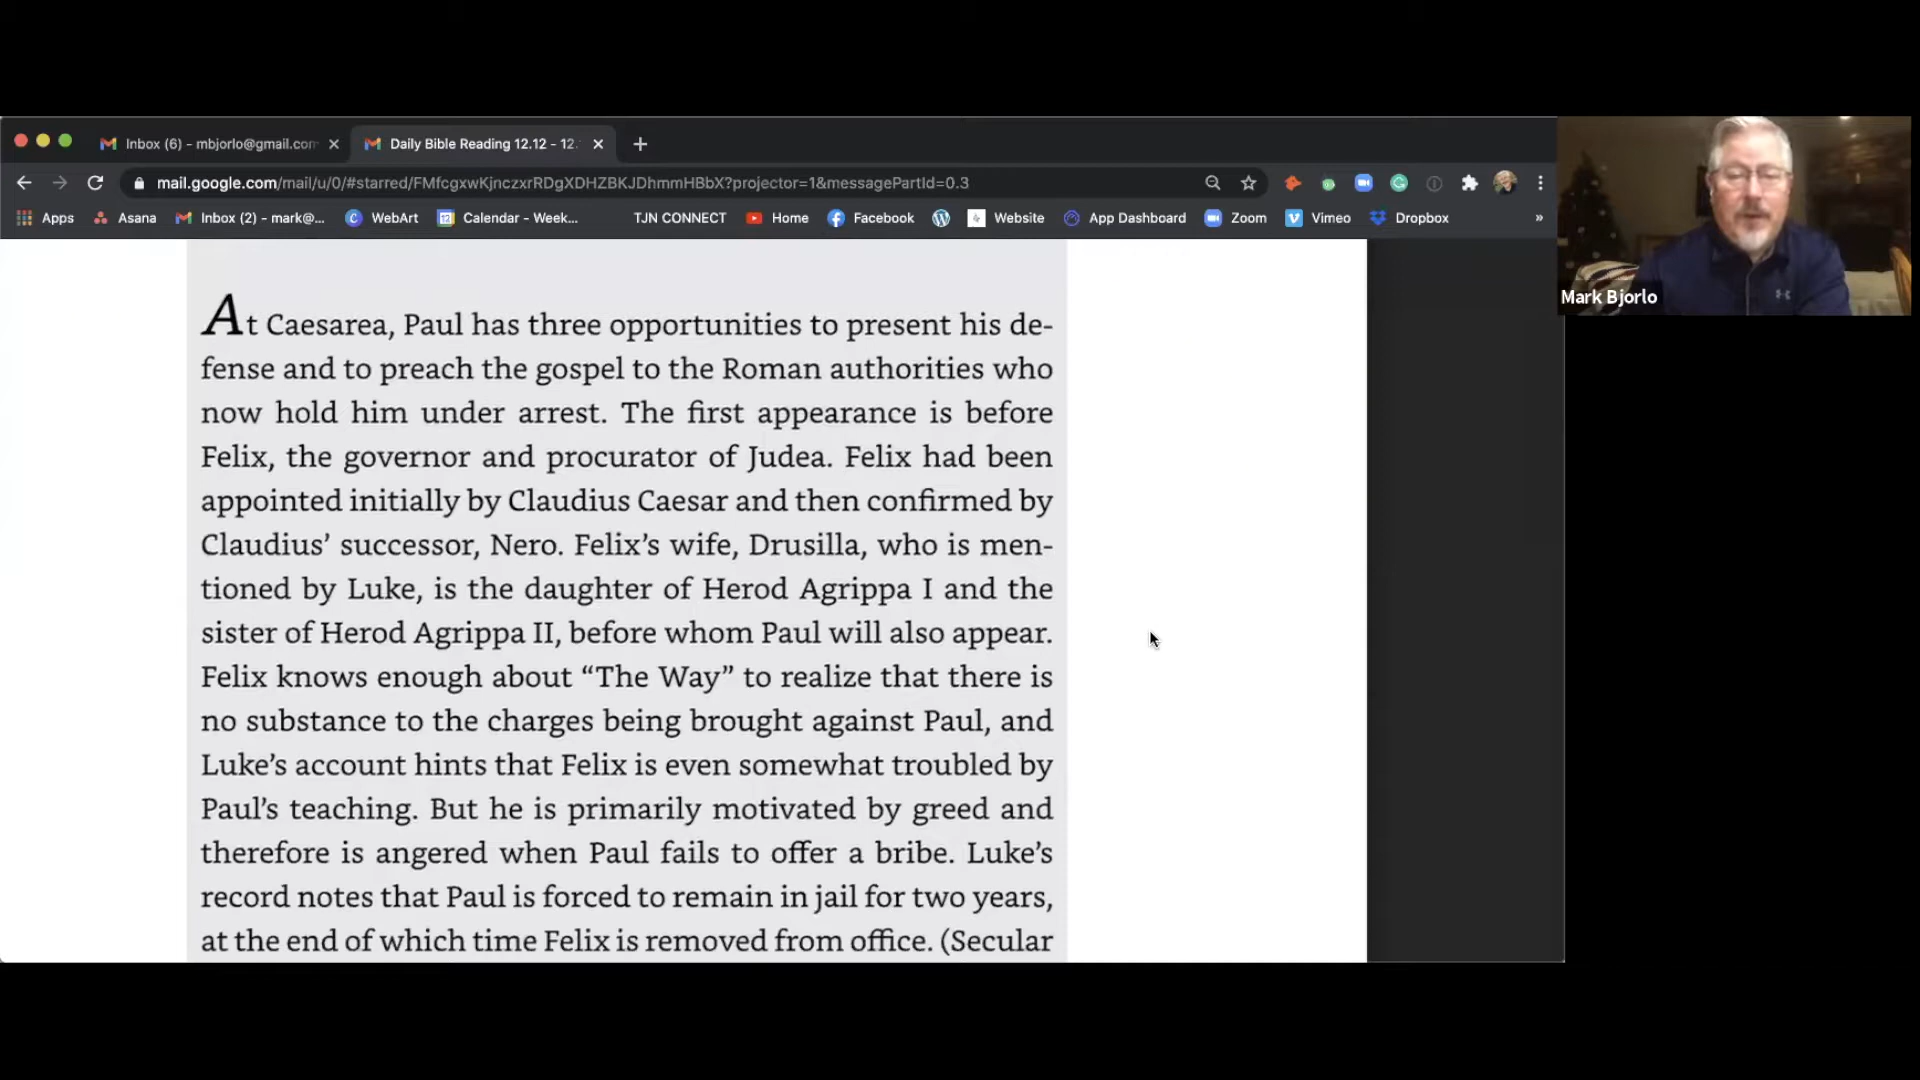 Inbox (6) - mbjorlo@gmail.com
Daily Bible Reading 12.12 - 12.
mail.google.com/mail/u/0/#starred/FMfcgxwKjnczxrRDgXDHZBKJDhmmHBbX?projector=1&messagePartId=0.3
Apps Asana Inbox (2) - mark@... WebArt Calendar - Week... TJN CONNECT Home Facebook Website App Dashboard Zoom Vimeo Dropbox »
Mark Bjorlo
At Caesarea, Paul has three opportunities to present his de-
fense and to preach the gospel to the Roman authorities who
now hold him under arrest. The first appearance is before
Felix, the governor and procurator of Judea. Felix had been
appointed initially by Claudius Caesar and then confirmed by
Claudius’ successor, Nero. Felix’s wife, Drusilla, who is men-
tioned by Luke, is the daughter of Herod Agrippa I and the
sister of Herod Agrippa II, before whom Paul will also appear.
Felix knows enough about “The Way” to realize that there is
no substance to the charges being brought against Paul, and
Luke’s account hints that Felix is even somewhat troubled by
Paul’s teaching. But he is primarily motivated by greed and
therefore is angered when Paul fails to offer a bribe. Luke’s
record notes that Paul is forced to remain in jail for two years,
at the end of which time Felix is removed from office. (Secular